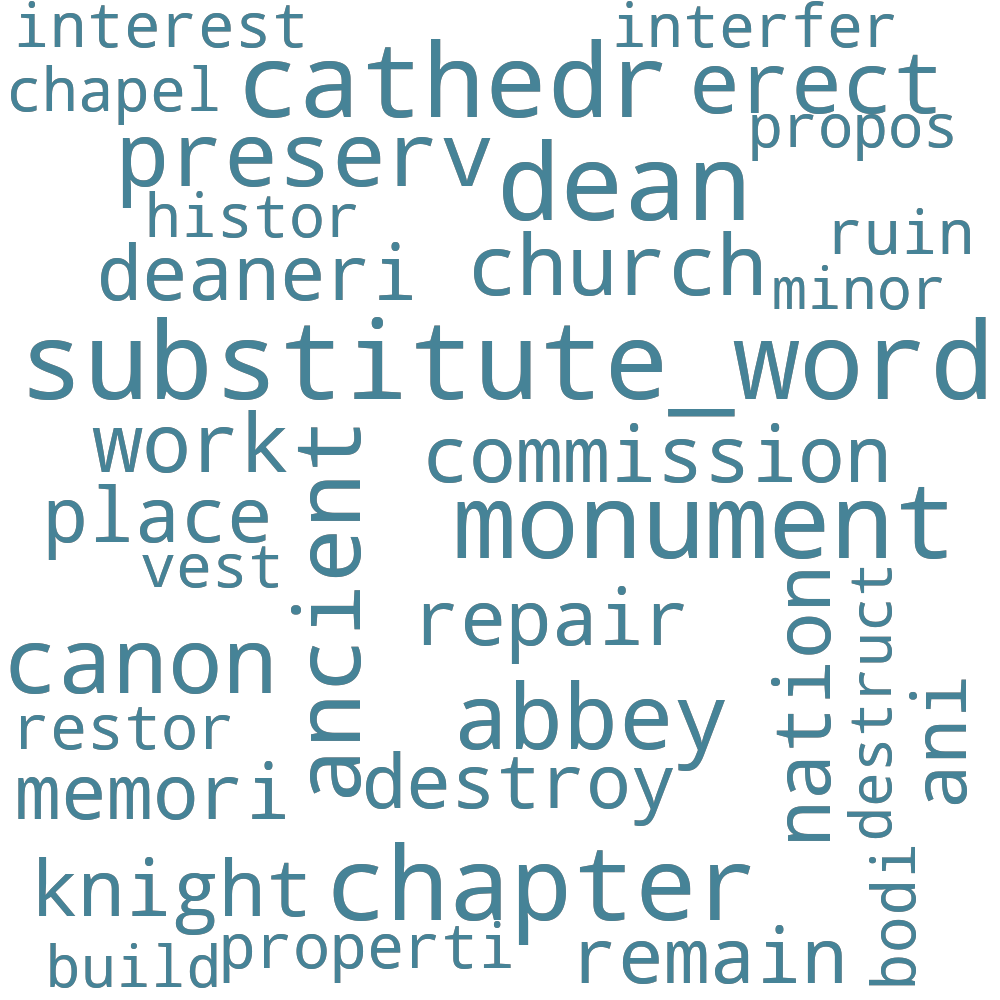 interest
interfer
chapel
cathedr
erect
propos
preserv
dean
histor
ruin
deaneri
church
minor
substitute_word
work
ancient
commission
place
monument
vest
nation
destruct
repair
canon
ani
restor
abbey
memori
destroy
knight
chapter
bodi
build
properti
remain